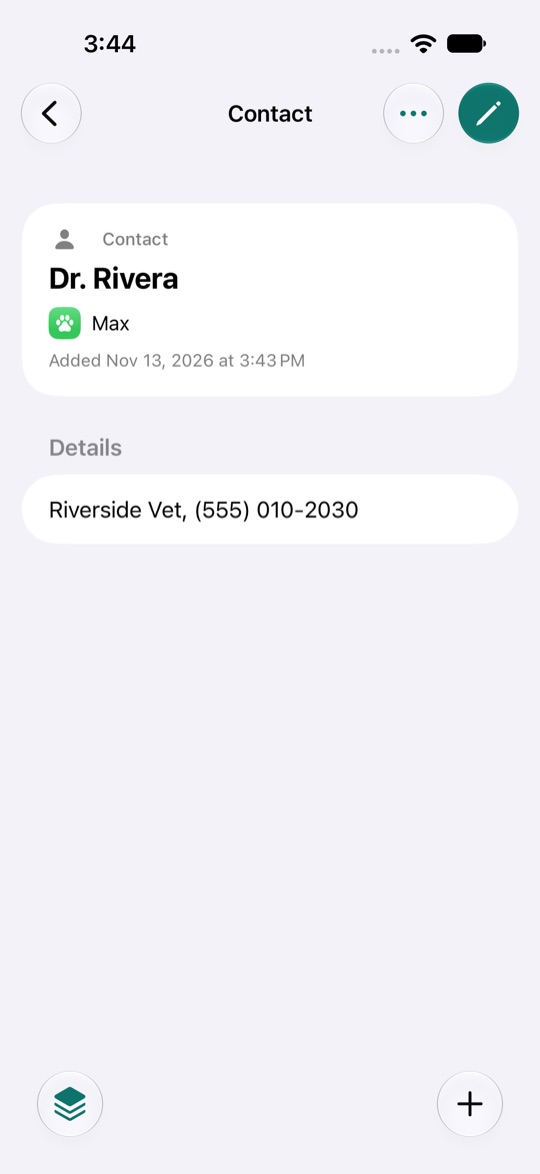 3:44
Contact
Contact
Dr. Rivera
Max
Added Nov 13, 2026 at 3:43 PM
Details
Riverside Vet, (555) 010-2030